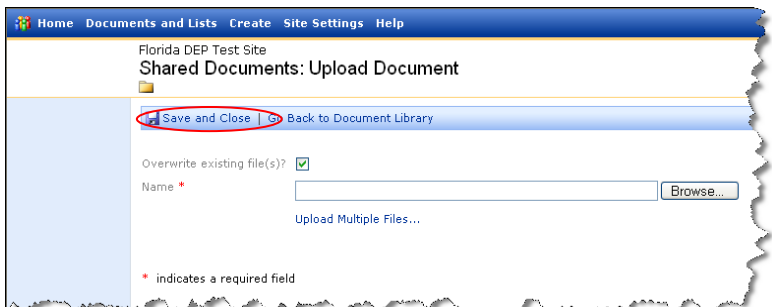 Home Documents and Lists Create Site Settings Help
Florida DEP Test Site
Shared Documents: Upload Document
Save and Close | Go Back to Document Library
Overwrite existing file(s)?
Name * Browse...
Upload Multiple Files...
* indicates a required field